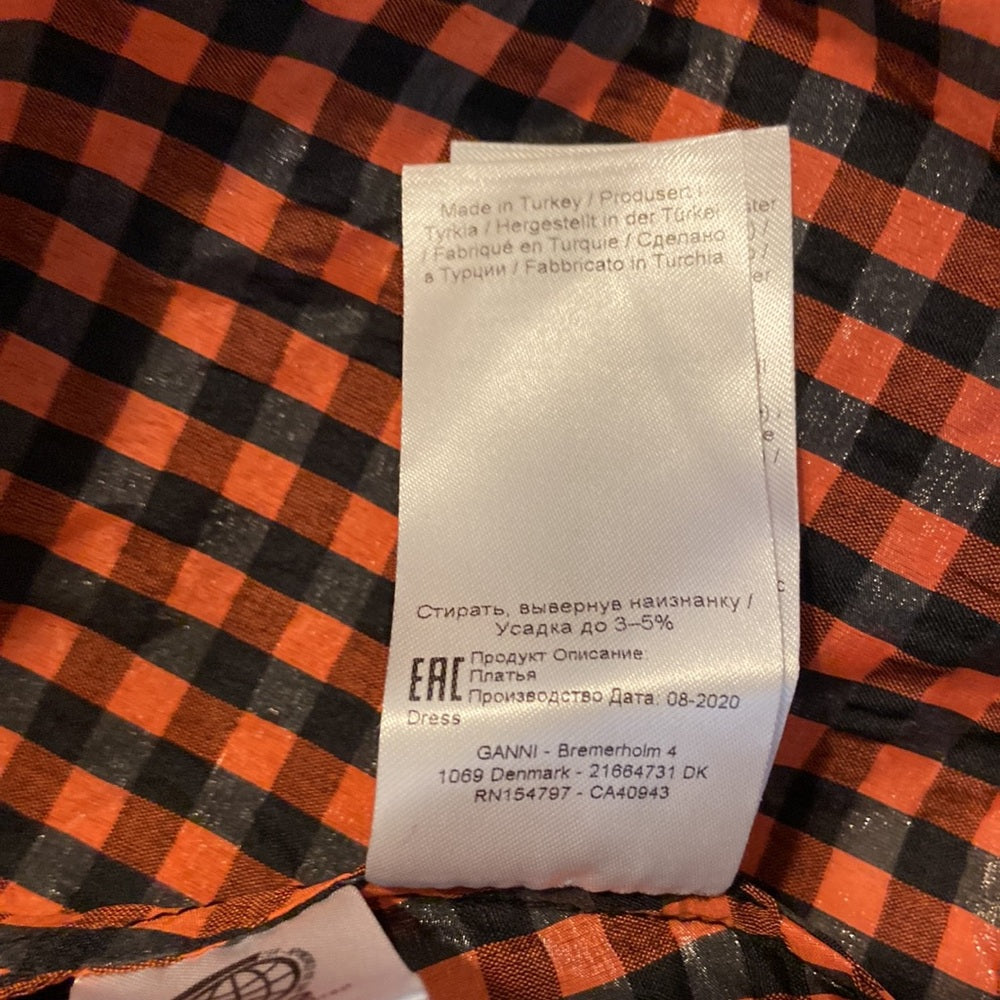 Made in Turkey / Produsert i
Tyrkia / Hergestellt in der Türkei
/ Fabriqué en Turquie / Сделано
в Турции / Fabbricato in Turchia
Стирать, вывернув наизнанку /
Усадка до 3–5%
EAC
Продукт Описание:
Платья
Производство Дата: 08-2020
Dress
GANNI - Bremerholm 4
1069 Denmark - 21664731 DK
RN154797 - CA40943